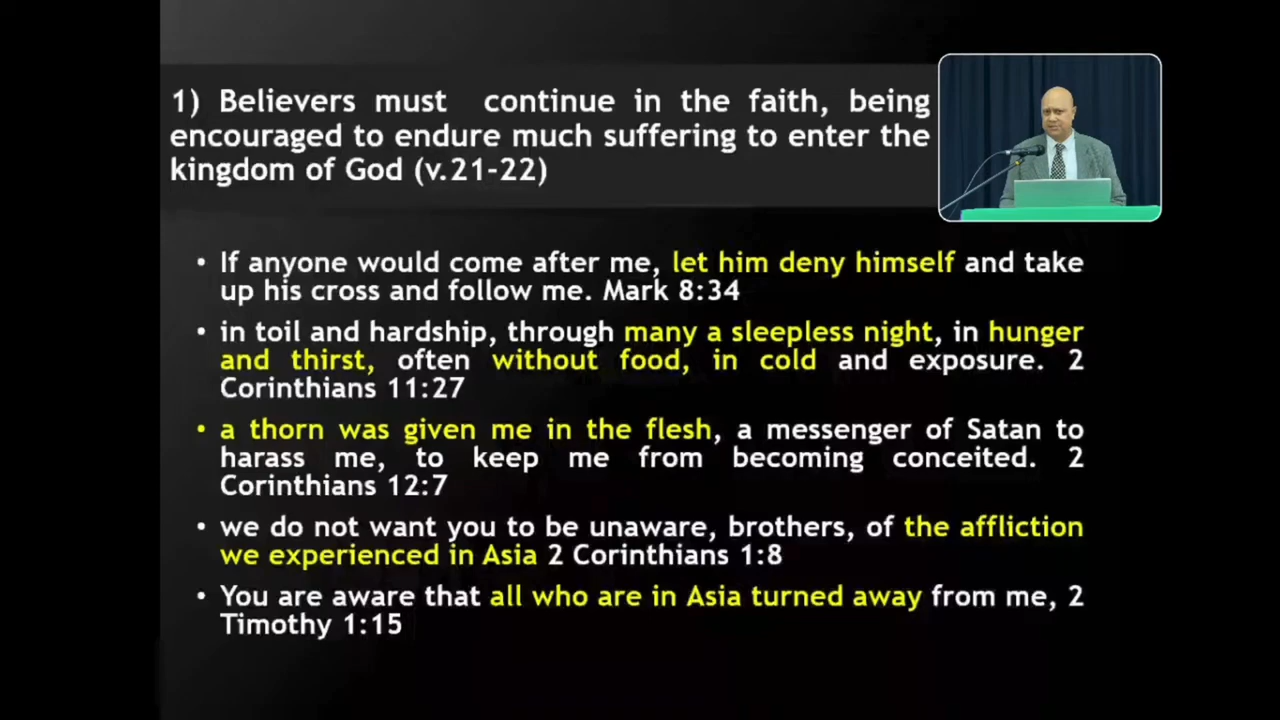 1) Believers must continue in the faith, being
encouraged to endure much suffering to enter the
kingdom of God (v.21-22)
• If anyone would come after me, let him deny himself and take
up his cross and follow me. Mark 8:34
• in toil and hardship, through many a sleepless night, in hunger
and thirst, often without food, in cold and exposure. 2
Corinthians 11:27
• a thorn was given me in the flesh, a messenger of Satan to
harass me, to keep me from becoming conceited. 2
Corinthians 12:7
• we do not want you to be unaware, brothers, of the affliction
we experienced in Asia 2 Corinthians 1:8
• You are aware that all who are in Asia turned away from me, 2
Timothy 1:15